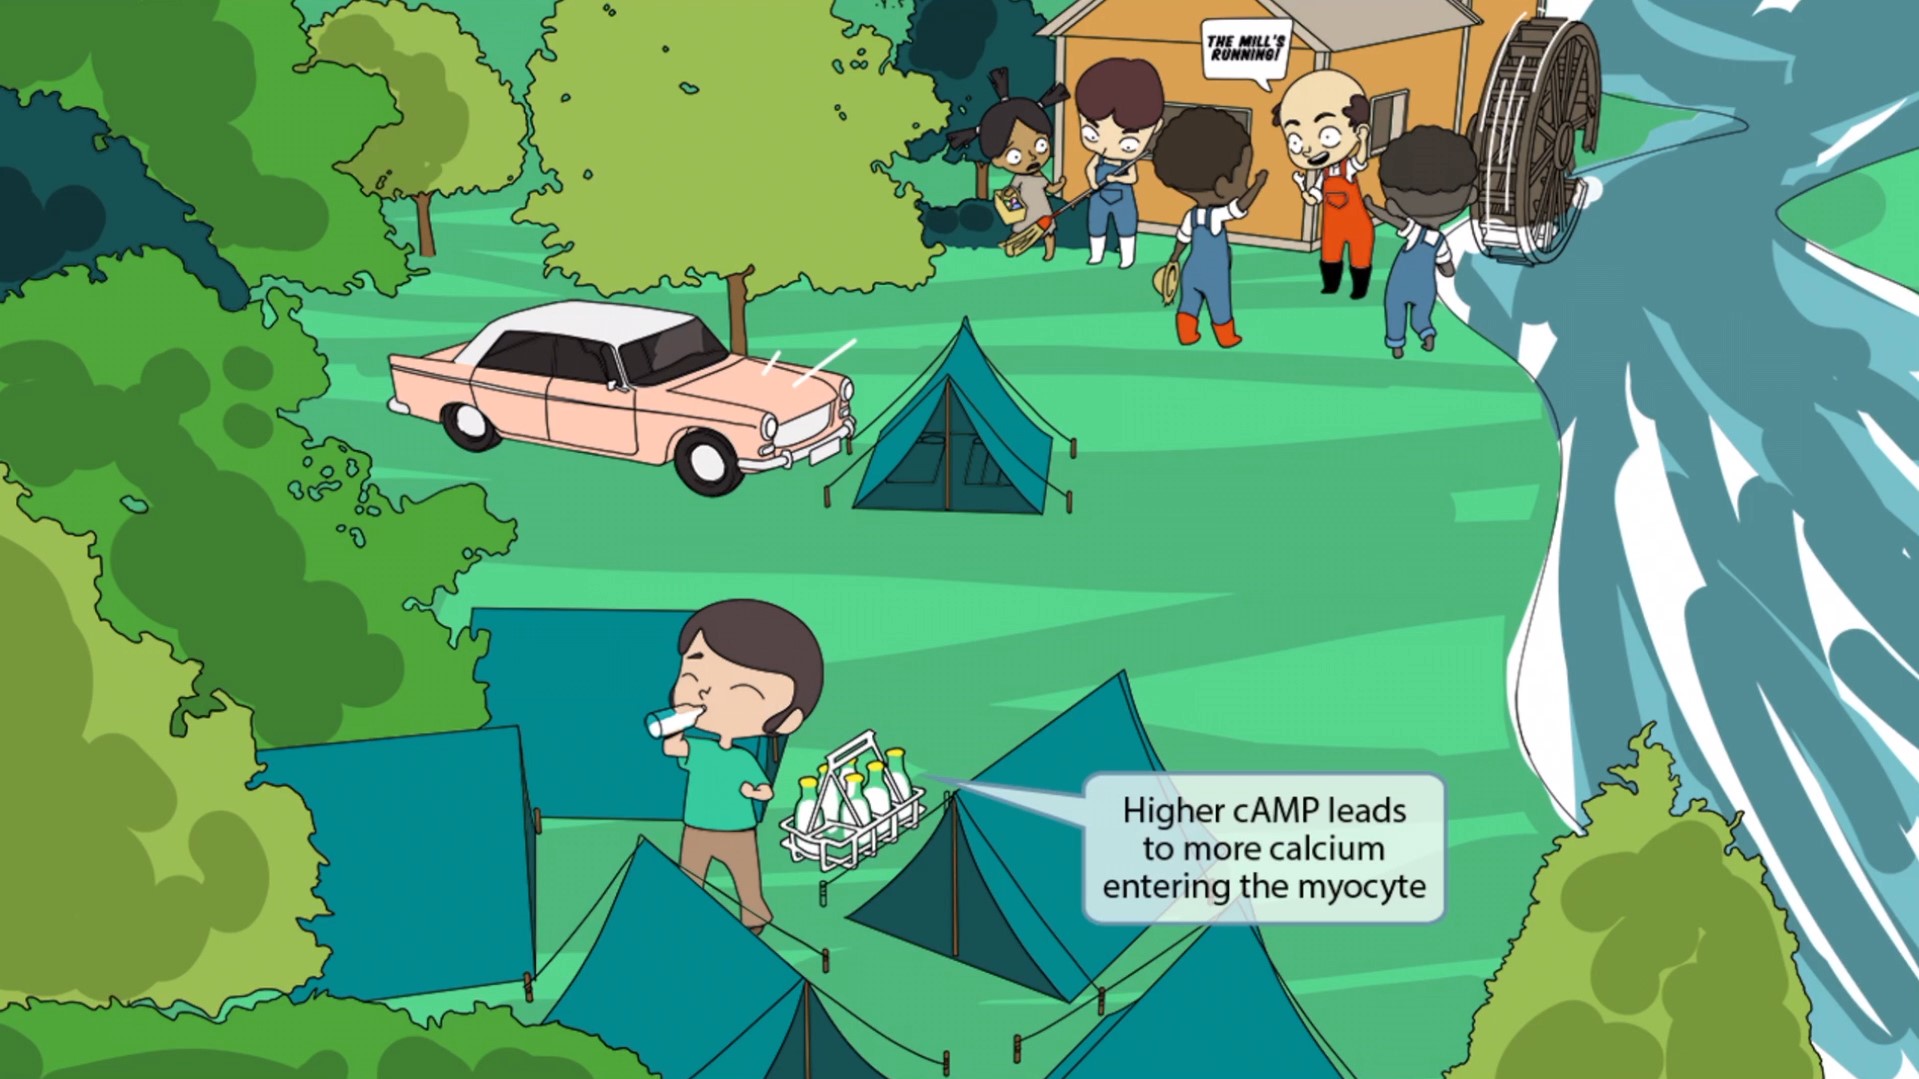 THE MILL'S
RUNNING!
Higher cAMP leads
to more calcium
entering the myocyte